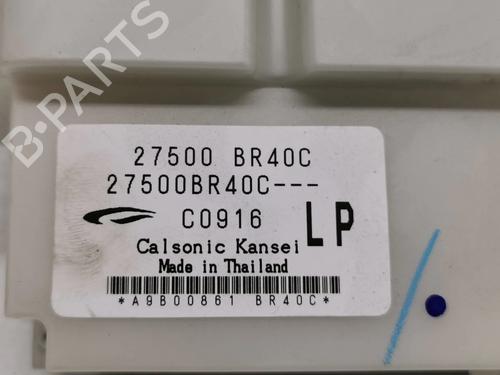 B-PARTS
27500 BR40C
27500BR40C---
C0916
LP
Calsonic Kansei
Made in Thailand
*A9B00861 BR40C*